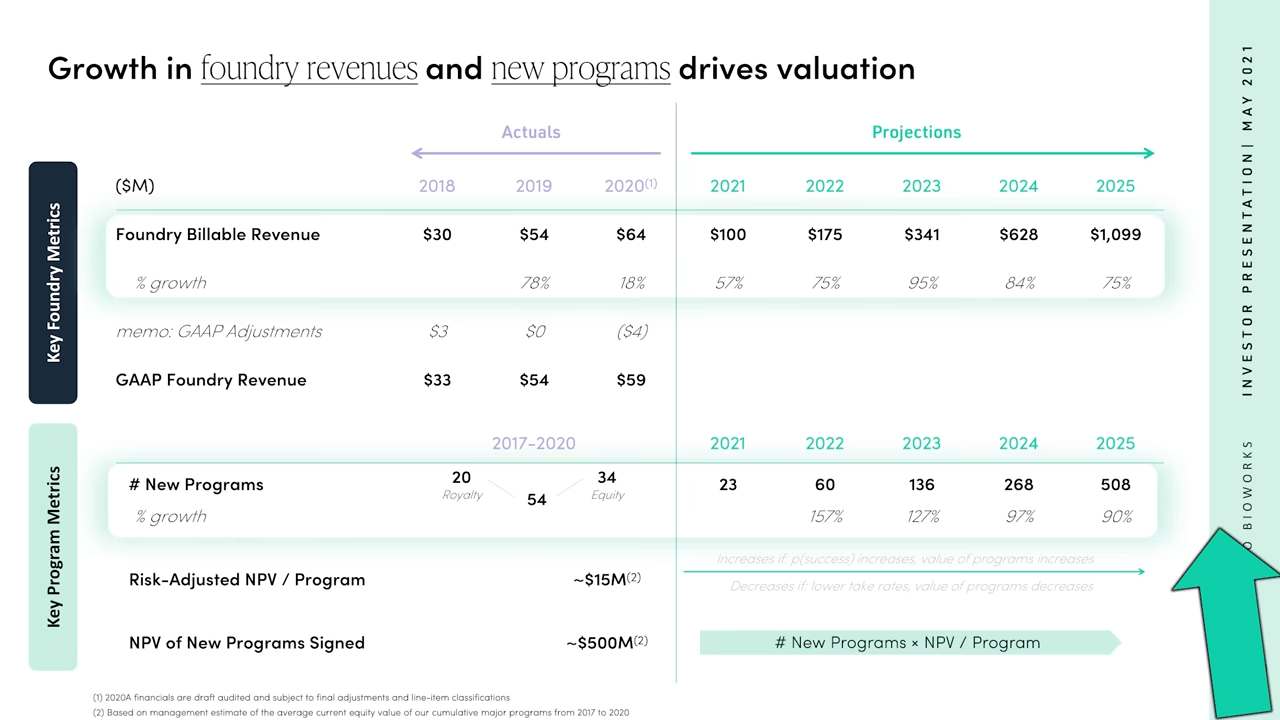 Growth in foundry revenues and new programs drives valuation
Actuals Projections
Key Foundry Metrics
($M) 2018 2019 2020(1) 2021 2022 2023 2024 2025
Foundry Billable Revenue $30 $54 $64 $100 $175 $341 $628 $1,099
% growth 78% 18% 57% 75% 95% 84% 75%
memo: GAAP Adjustments $3 $0 ($4)
GAAP Foundry Revenue $33 $54 $59
Key Program Metrics
2017-2020 2021 2022 2023 2024 2025
# New Programs 20 Royalty 54 34 Equity 23 60 136 268 508
% growth 157% 127% 97% 90%
Increases if: p(success) increases, value of programs increases
Risk-Adjusted NPV / Program ~$15M(2)
Decreases if: lower take rates, value of programs decreases
NPV of New Programs Signed ~$500M(2) # New Programs × NPV / Program
(1) 2020A financials are draft audited and subject to final adjustments and line-item classifications
(2) Based on management estimate of the average current equity value of our cumulative major programs from 2017 to 2020
O BIOWORKS INVESTOR PRESENTATION| MAY 2021